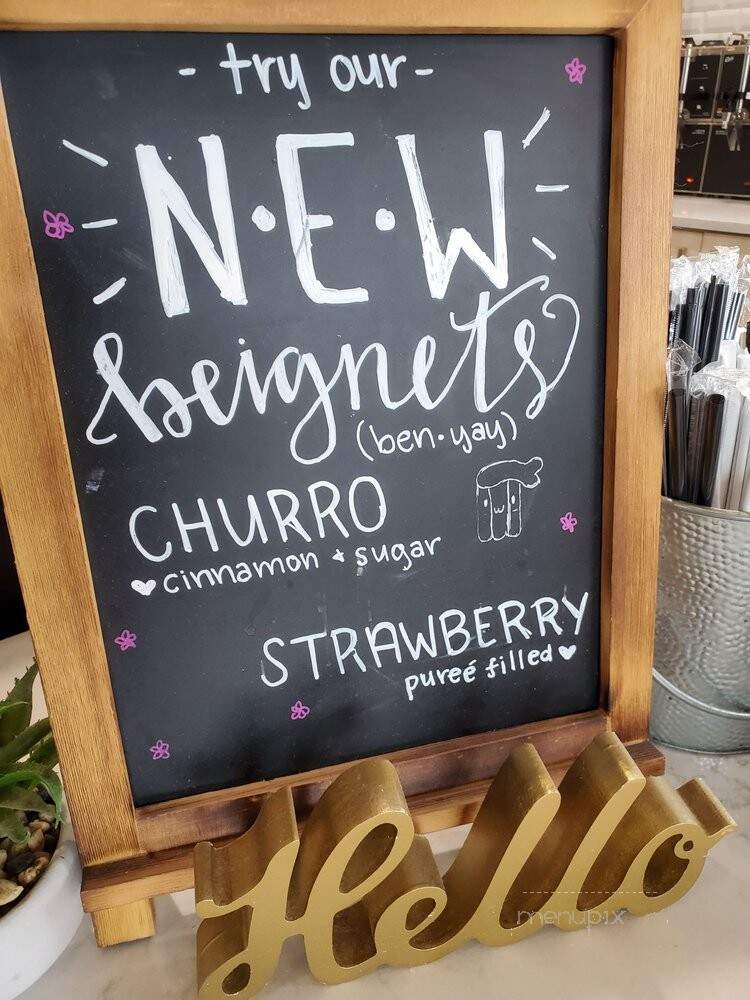 - try our -
N·E·W
beignets
(ben·yay)
CHURRO
♥ cinnamon + sugar
STRAWBERRY
pureé filled ♥
Hello
menupix